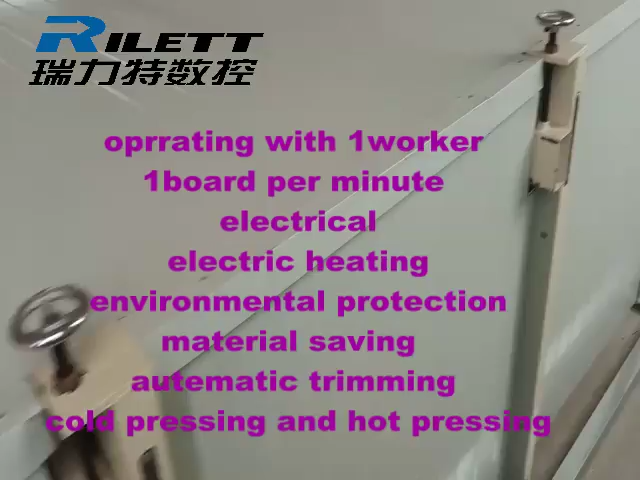 RILETT
瑞力特数控
oprrating with 1worker
1board per minute
electrical
electric heating
environmental protection
material saving
autematic trimming
cold pressing and hot pressing